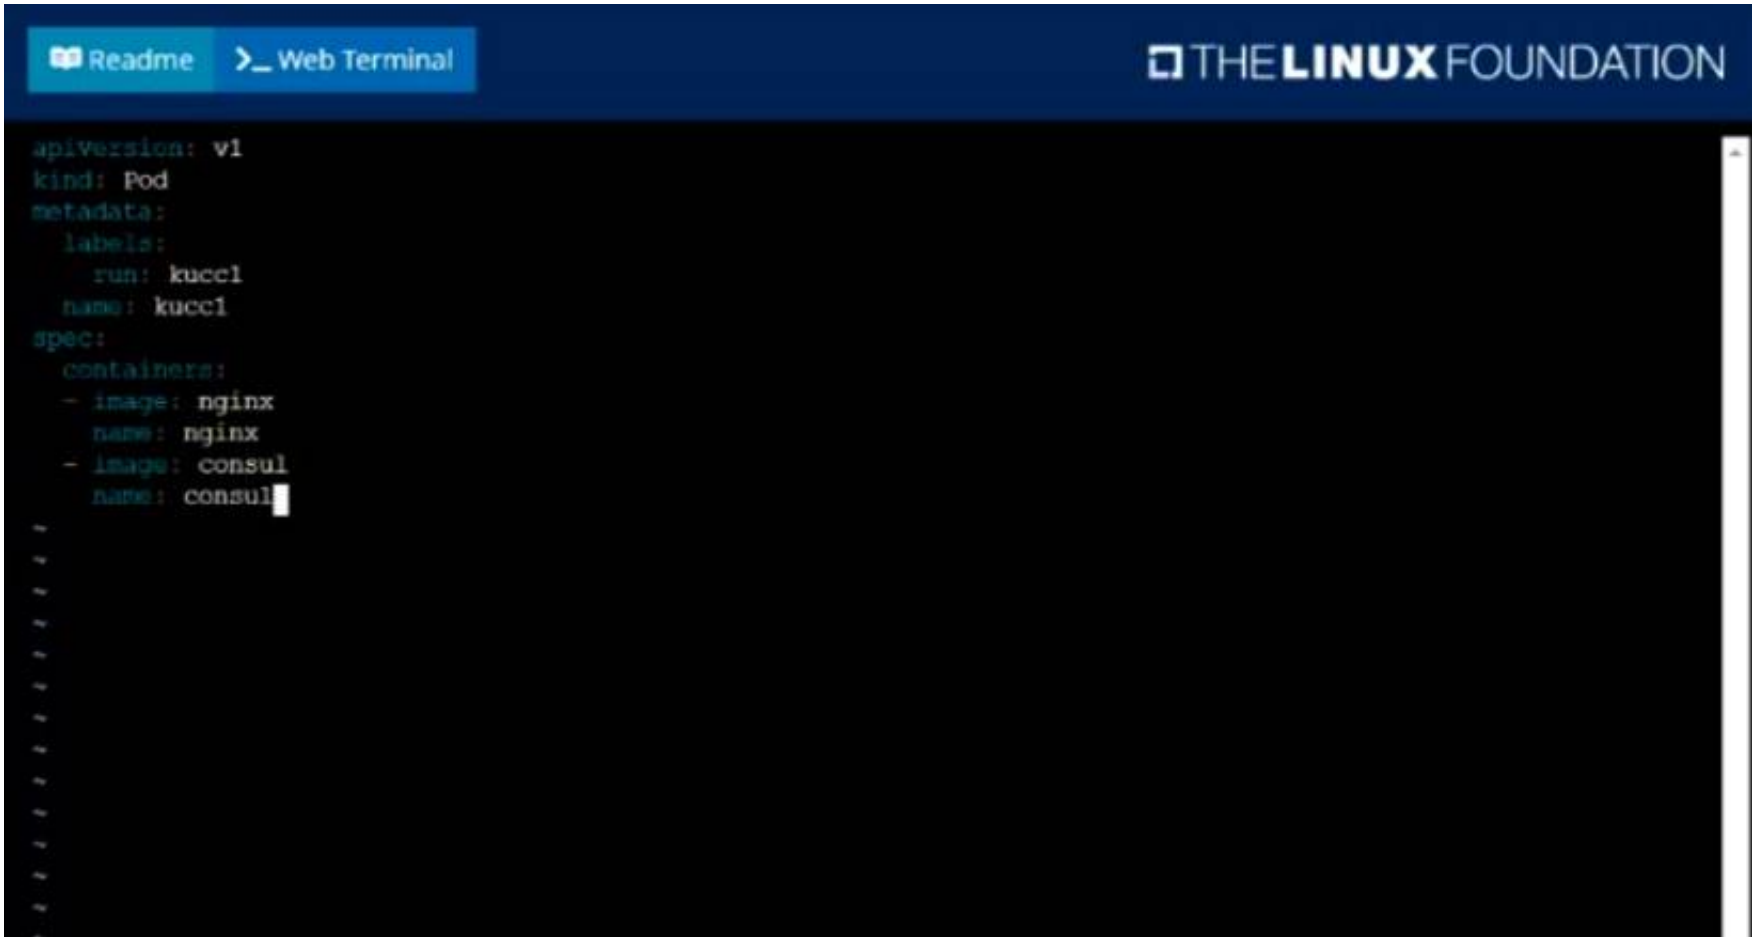 Readme
>_ Web Terminal
THE LINUX FOUNDATION
apiVersion: v1
kind: Pod
metadata:
  labels:
    run: kucc1
  name: kucc1
spec:
  containers:
  - image: nginx
    name: nginx
  - image: consul
    name: consul
~
~
~
~
~
~
~
~
~
~
~
~
~